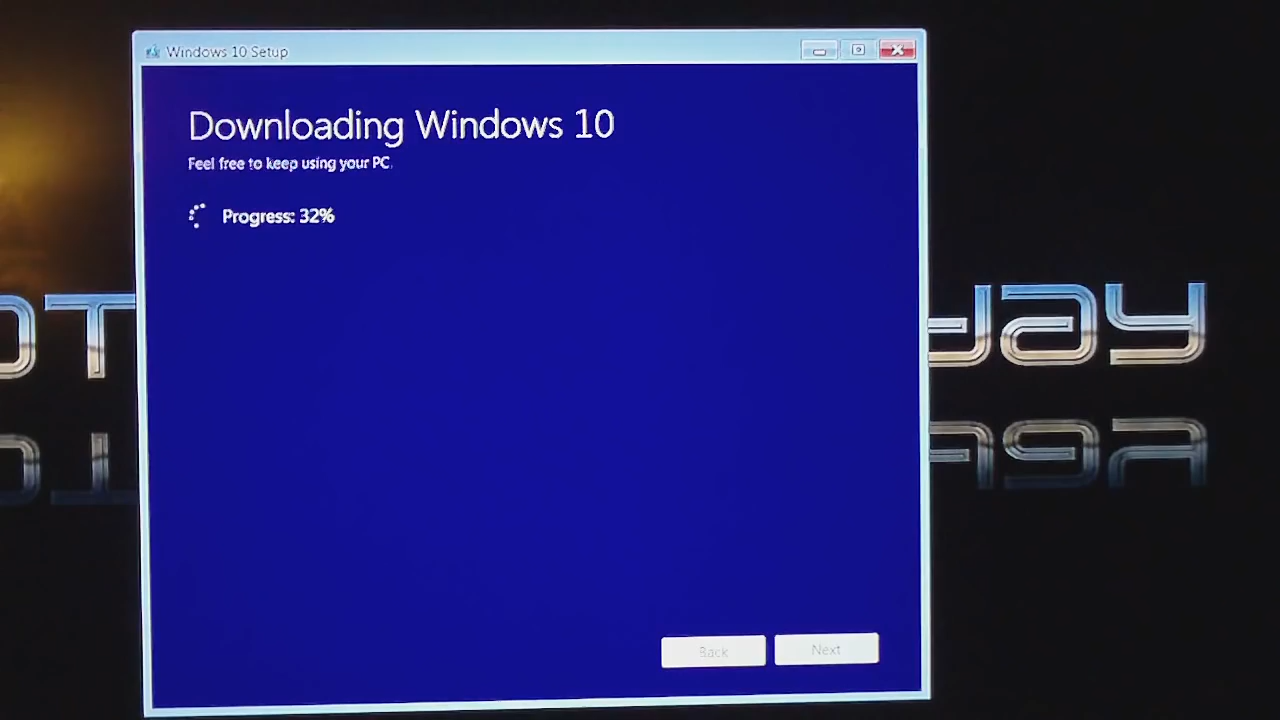 Windows 10 Setup
Downloading Windows 10
Feel free to keep using your PC.
Progress: 32%
Back
Next